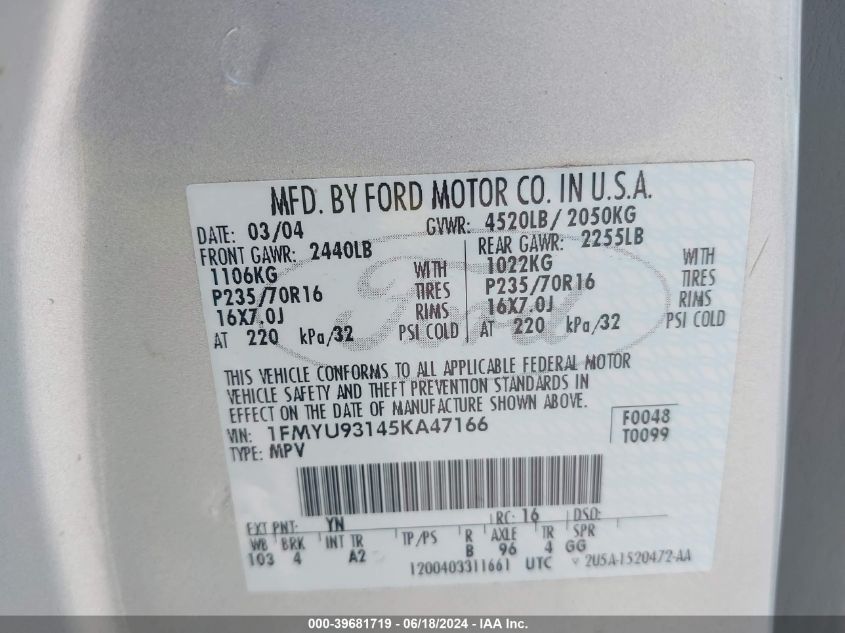 MFD. BY FORD MOTOR CO. IN U.S.A.
DATE: 03/04 GVWR: 4520LB / 2050KG
FRONT GAWR: 2440LB REAR GAWR: 2255LB
1106KG WITH 1022KG WITH
P235/70R16 TIRES P235/70R16 TIRES
16X7.0J RIMS 16X7.0J RIMS
AT 220 kPa/32 PSI COLD AT 220 kPa/32 PSI COLD
Ford
THIS VEHICLE CONFORMS TO ALL APPLICABLE FEDERAL MOTOR
VEHICLE SAFETY AND THEFT PREVENTION STANDARDS IN
EFFECT ON THE DATE OF MANUFACTURE SHOWN ABOVE.
VIN: 1FMYU93145KA47166 F0048
TYPE: MPV T0099
EXT PNT: YN RC: 16 DSO:
WB BRK INT TR TP/PS R AXLE TR SPR
103 4 A2 B 96 4 GG
1200403311661 UTC 2U5A-1520472-AA
000-39681719 - 06/18/2024 - IAA Inc.